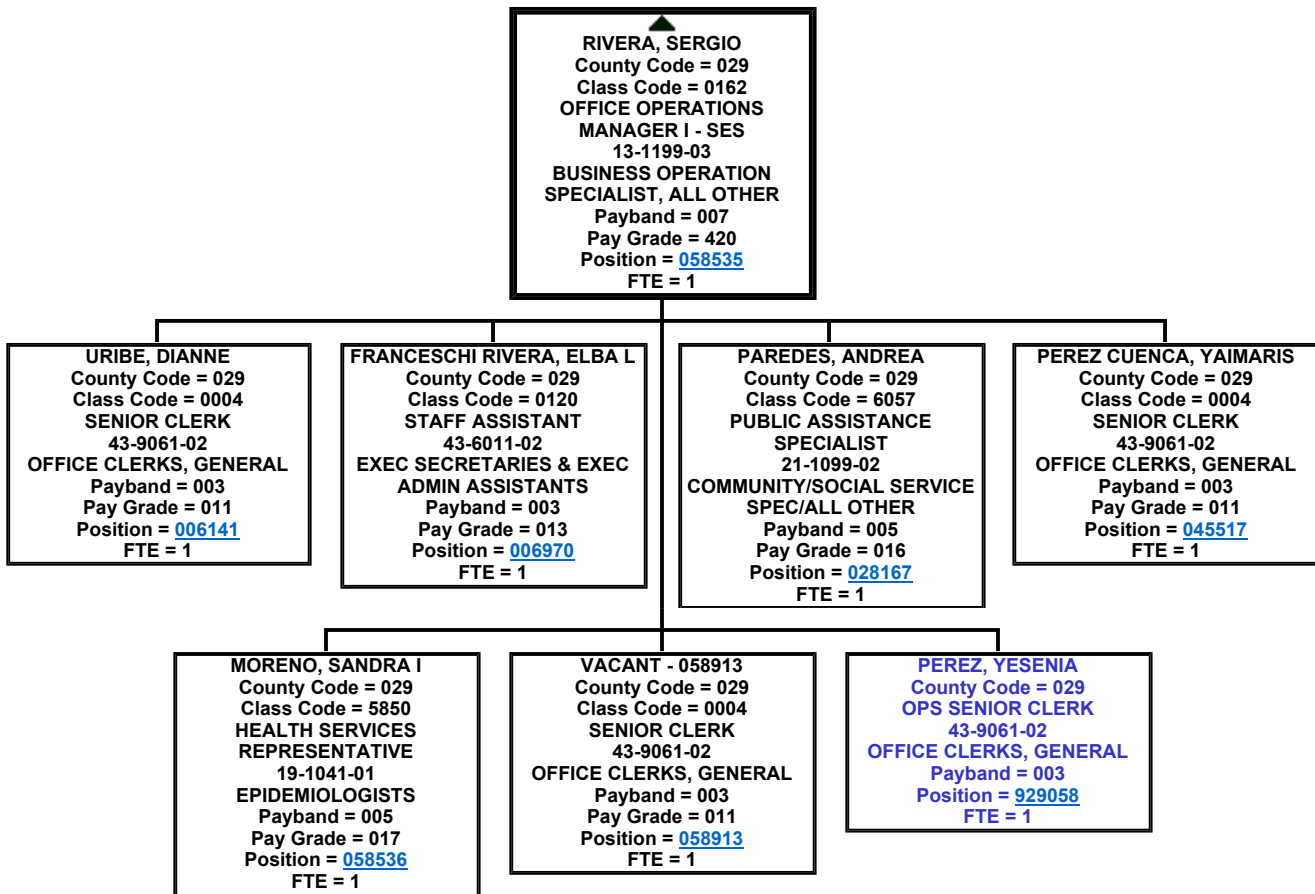 RIVERA, SERGIO
County Code = 029
Class Code = 0162
OFFICE OPERATIONS
MANAGER I - SES
13-1199-03
BUSINESS OPERATION
SPECIALIST, ALL OTHER
Payband = 007
Pay Grade = 420
Position = 058535
FTE = 1
URIBE, DIANNE
County Code = 029
Class Code = 0004
SENIOR CLERK
43-9061-02
OFFICE CLERKS, GENERAL
Payband = 003
Pay Grade = 011
Position = 006141
FTE = 1
FRANCESCHI RIVERA, ELBA L
County Code = 029
Class Code = 0120
STAFF ASSISTANT
43-6011-02
EXEC SECRETARIES & EXEC
ADMIN ASSISTANTS
Payband = 003
Pay Grade = 013
Position = 006970
FTE = 1
PAREDES, ANDREA
County Code = 029
Class Code = 6057
PUBLIC ASSISTANCE
SPECIALIST
21-1099-02
COMMUNITY/SOCIAL SERVICE
SPEC/ALL OTHER
Payband = 005
Pay Grade = 016
Position = 028167
FTE = 1
PEREZ CUENCA, YAIMARIS
County Code = 029
Class Code = 0004
SENIOR CLERK
43-9061-02
OFFICE CLERKS, GENERAL
Payband = 003
Pay Grade = 011
Position = 045517
FTE = 1
MORENO, SANDRA I
County Code = 029
Class Code = 5850
HEALTH SERVICES
REPRESENTATIVE
19-1041-01
EPIDEMIOLOGISTS
Payband = 005
Pay Grade = 017
Position = 058536
FTE = 1
VACANT - 058913
County Code = 029
Class Code = 0004
SENIOR CLERK
43-9061-02
OFFICE CLERKS, GENERAL
Payband = 003
Pay Grade = 011
Position = 058913
FTE = 1
PEREZ, YESENIA
County Code = 029
OPS SENIOR CLERK
43-9061-02
OFFICE CLERKS, GENERAL
Payband = 003
Position = 929058
FTE = 1